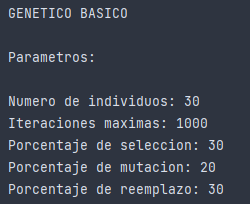 GENETICO BASICO
Parametros:
Numero de individuos: 30
Iteraciones maximas: 1000
Porcentaje de seleccion: 30
Porcentaje de mutacion: 20
Porcentaje de reemplazo: 30